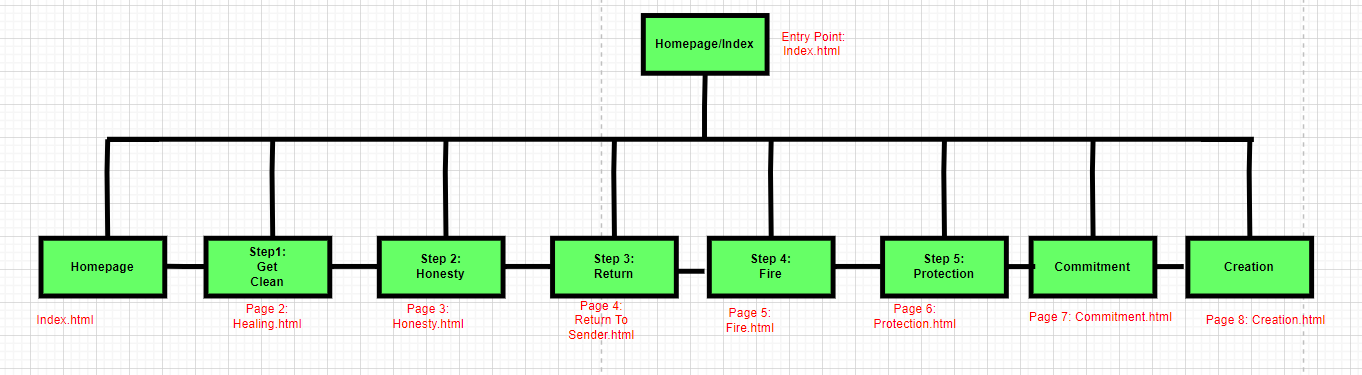 Homepage/Index
Entry Point:
Index.html
Homepage
Step1:
Get
Clean
Step 2:
Honesty
Step 3:
Return
Step 4:
Fire
Step 5:
Protection
Commitment
Creation
Index.html
Page 2:
Healing.html
Page 3:
Honesty.html
Page 4:
Return To
Sender.html
Page 5:
Fire.html
Page 6:
Protection.html
Page 7: Commitment.html
Page 8: Creation.html